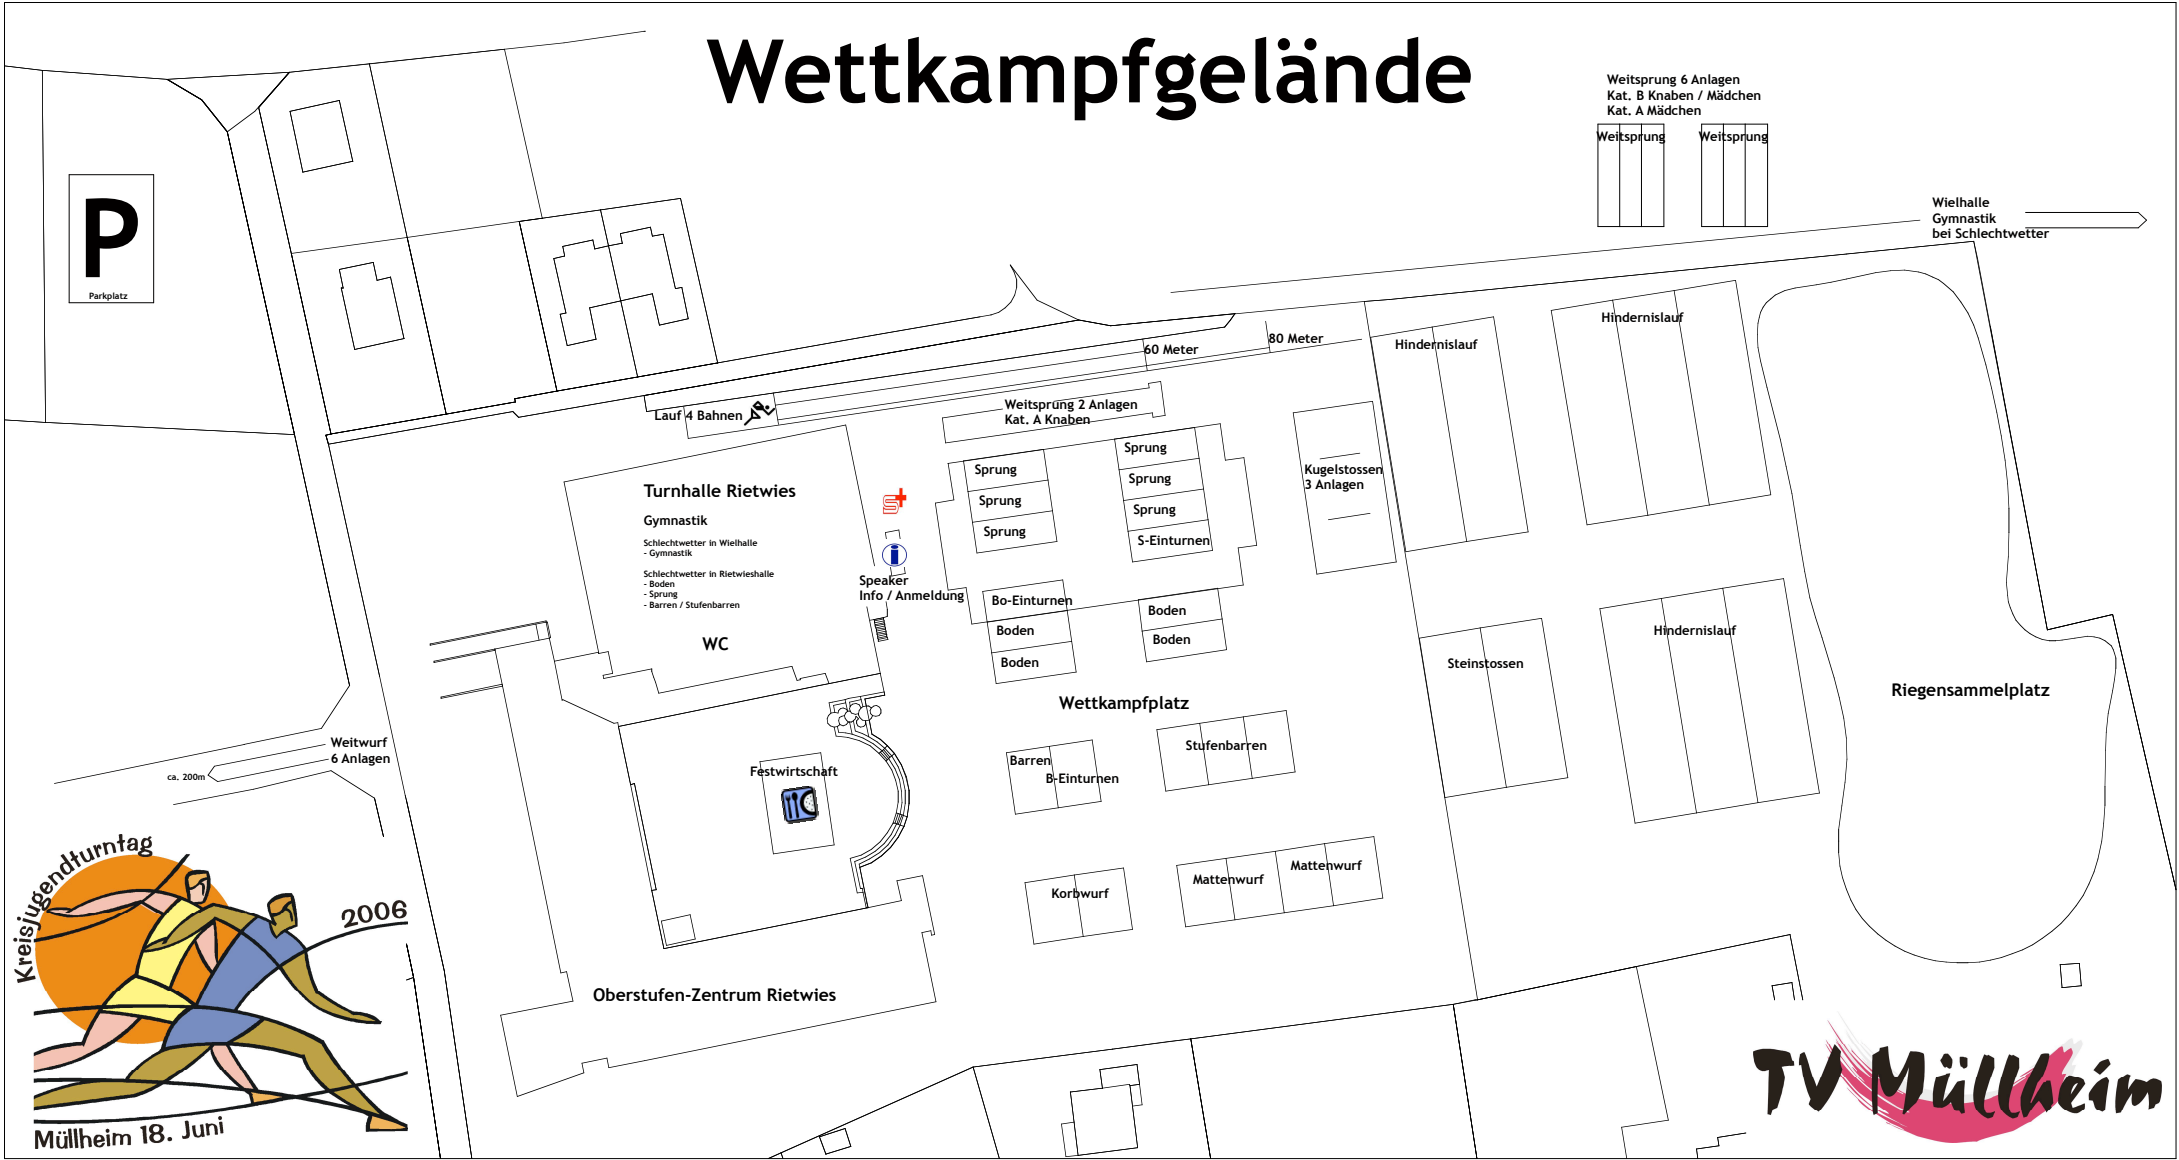 Wettkampfgelände
Weitsprung 6 Anlagen
Kat. B Knaben / Mädchen
Kat. A Mädchen
Weitsprung
Weitsprung
Wielhalle
Gymnastik
bei Schlechtwetter
P
Parkplatz
Hindernislauf
Hindernislauf
80 Meter
60 Meter
Lauf 4 Bahnen
Weitsprung 2 Anlagen
Kat. A Knaben
Sprung
Sprung
Sprung
Sprung
Sprung
Sprung
S-Einturnen
Kugelstossen
3 Anlagen
Turnhalle Rietwies
Gymnastik
Schlechtwetter in Wielhalle
- Gymnastik
Schlechtwetter in Rietwieshalle
- Boden
- Sprung
- Barren / Stufenbarren
WC
S
i
Speaker
Info / Anmeldung
Bo-Einturnen
Boden
Boden
Boden
Boden
Hindernislauf
Steinstossen
Riegensammelplatz
Wettkampfplatz
Weitwurf
6 Anlagen
ca. 200m
Festwirtschaft
Barren
B-Einturnen
Stufenbarren
Korbwurf
Mattenwurf
Mattenwurf
Oberstufen-Zentrum Rietwies
Kreisjugendturntag
2006
Müllheim 18. Juni
TV Müllheim